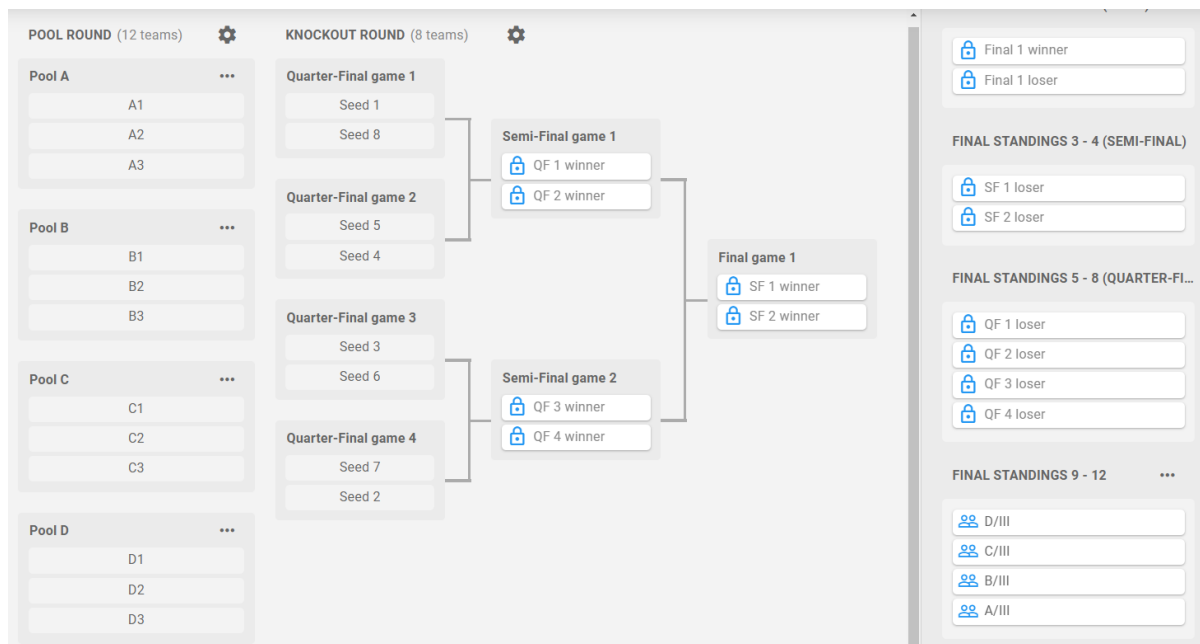 POOL ROUND (12 teams)
Pool A
A1
A2
A3
Pool B
B1
B2
B3
Pool C
C1
C2
C3
Pool D
D1
D2
D3
KNOCKOUT ROUND (8 teams)
Quarter-Final game 1
Seed 1
Seed 8
Quarter-Final game 2
Seed 5
Seed 4
Quarter-Final game 3
Seed 3
Seed 6
Quarter-Final game 4
Seed 7
Seed 2
Semi-Final game 1
QF 1 winner
QF 2 winner
Semi-Final game 2
QF 3 winner
QF 4 winner
Final game 1
SF 1 winner
SF 2 winner
Final 1 winner
Final 1 loser
FINAL STANDINGS 3 - 4 (SEMI-FINAL)
SF 1 loser
SF 2 loser
FINAL STANDINGS 5 - 8 (QUARTER-FI...
QF 1 loser
QF 2 loser
QF 3 loser
QF 4 loser
FINAL STANDINGS 9 - 12
D/III
C/III
B/III
A/III